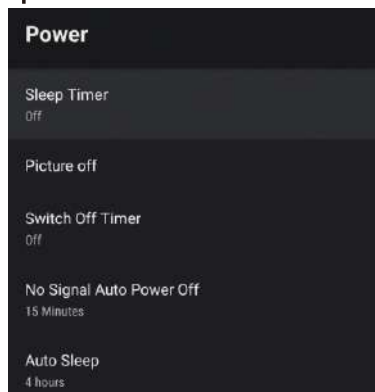 Power
Sleep Timer
Off
Picture off
Switch Off Timer
Off
No Signal Auto Power Off
15 Minutes
Auto Sleep
4 hours